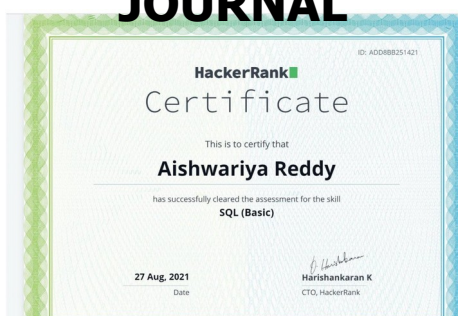 JOURNAL
ID: ADD8BB251421
HackerRank
Certificate
This is to certify that
Aishwariya Reddy
has successfully cleared the assessment for the skill
SQL (Basic)
27 Aug, 2021
Date
Harishankaran K
CTO, HackerRank